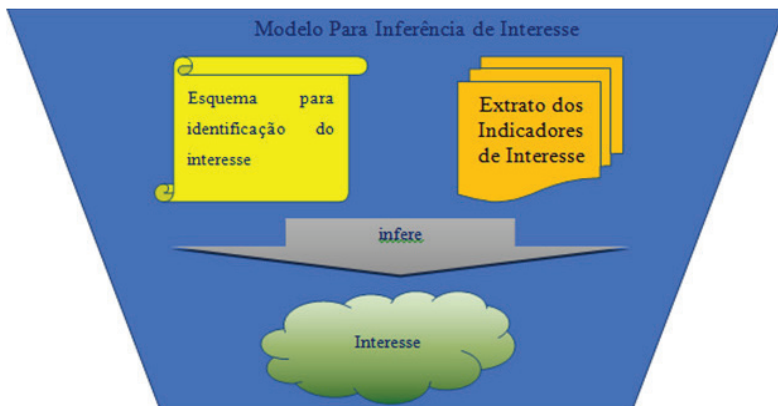 Modelo Para Inferência de Interesse
Esquema para
identificação do
interesse
Extrato dos
Indicadores
de Interesse
infere
Interesse